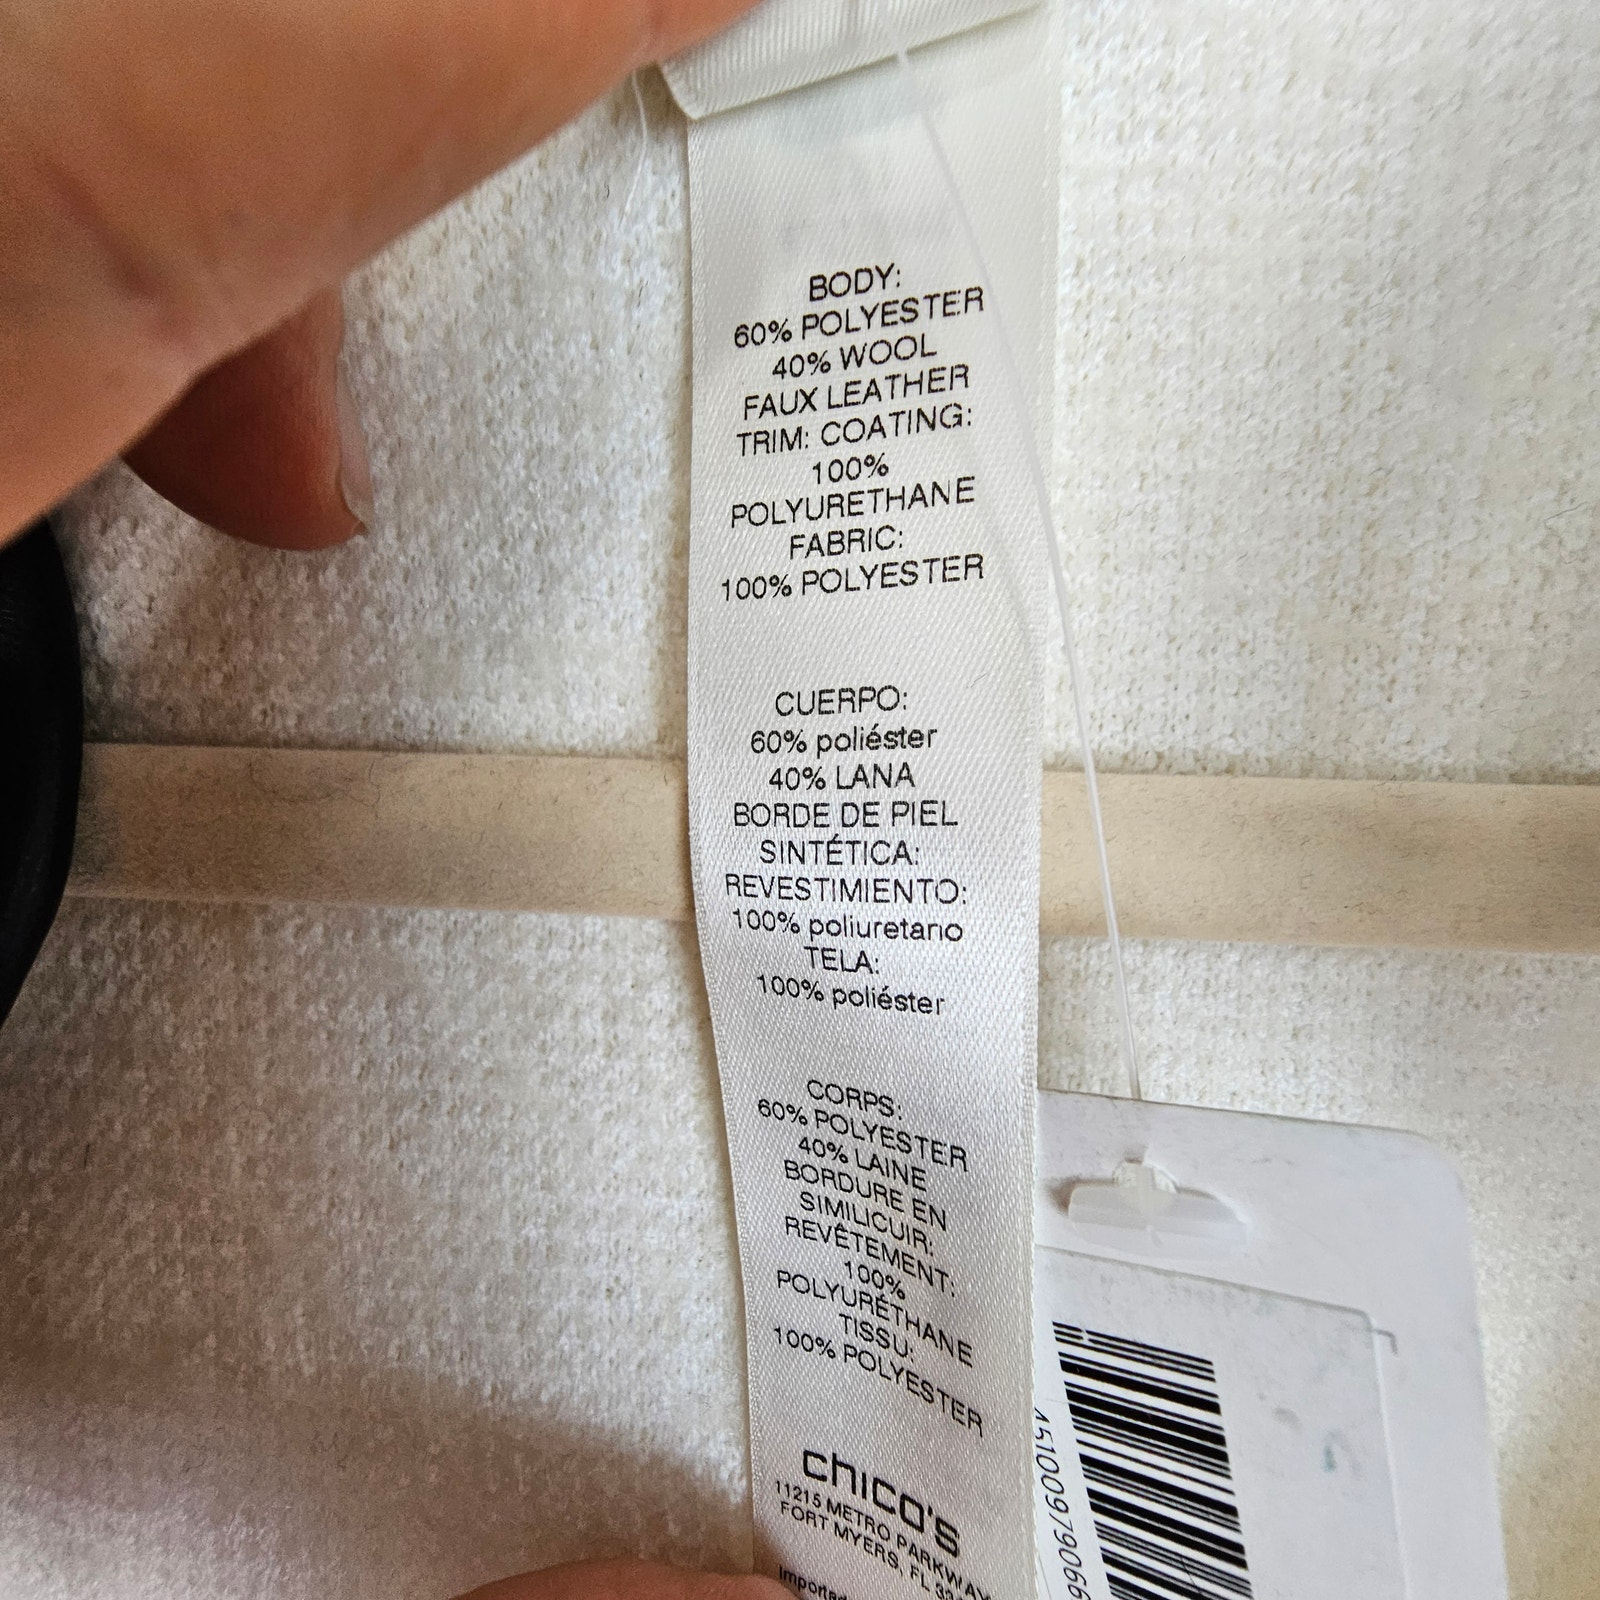 BODY:
60% POLYESTER
40% WOOL
FAUX LEATHER
TRIM: COATING:
100%
POLYURETHANE
FABRIC:
100% POLYESTER
CUERPO:
60% poliéster
40% LANA
BORDE DE PIEL
SINTÉTICA:
REVESTIMIENTO:
100% poliuretano
TELA:
100% poliéster
CORPS:
60% POLYESTER
40% LAINE
BORDURE EN
SIMILICUIR:
REVÊTEMENT:
100%
POLYURÉTHANE
TISSU:
100% POLYESTER
chico's
11215 METRO PARKWAY
FORT MYERS, FL
Imported